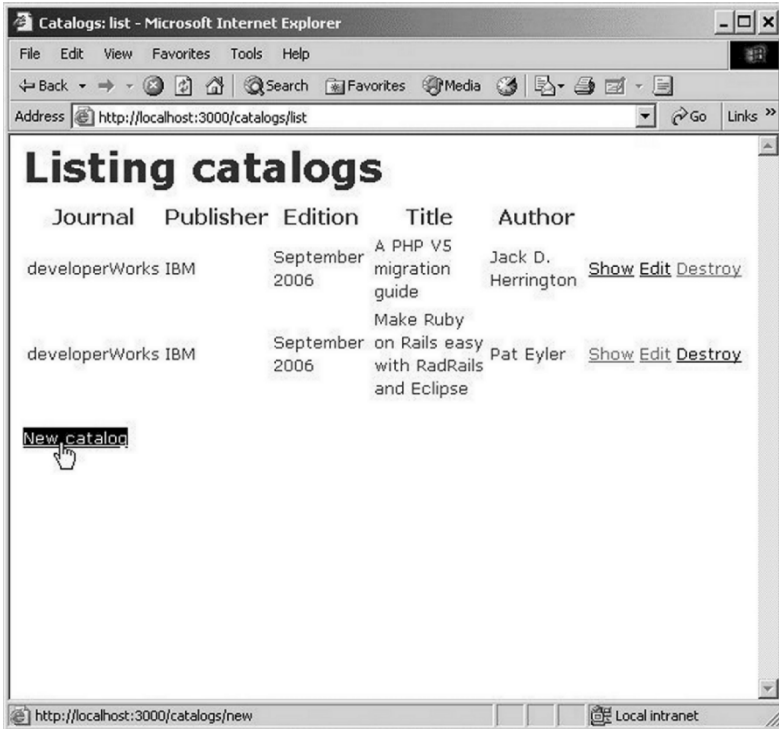 Catalogs: list - Microsoft Internet Explorer
File Edit View Favorites Tools Help
Back Search Favorites Media
Address http://localhost:3000/catalogs/list Go Links »
Listing catalogs
Journal Publisher Edition Title Author
developerWorks IBM September 2006 A PHP V5 migration guide Jack D. Herrington Show Edit Destroy
developerWorks IBM September 2006 Make Ruby on Rails easy with RadRails and Eclipse Pat Eyler Show Edit Destroy
New catalog
http://localhost:3000/catalogs/new Local intranet